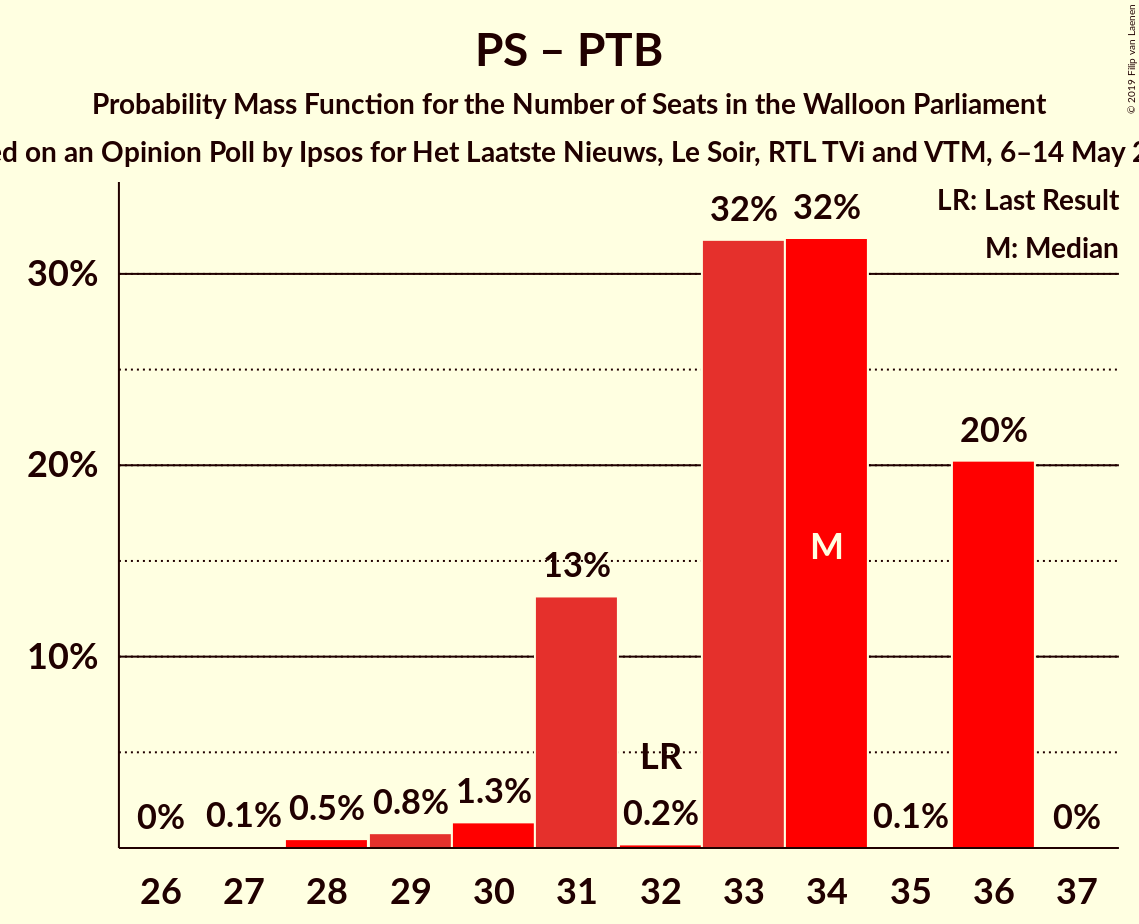 PS – PTB
Probability Mass Function for the Number of Seats in the Walloon Parliament
on an Opinion Poll by Ipsos for Het Laatste Nieuws, Le Soir, RTL TVi and VTM, 6–14 May
© 2019 Filip van Laenen
LR: Last Result
M: Median
32% 32%
30%
20%
20%
M
13%
10%
LR
0% 0.1% 0.5% 0.8% 1.3% 0.2% 0.1% 0%
26 27 28 29 30 31 32 33 34 35 36 37